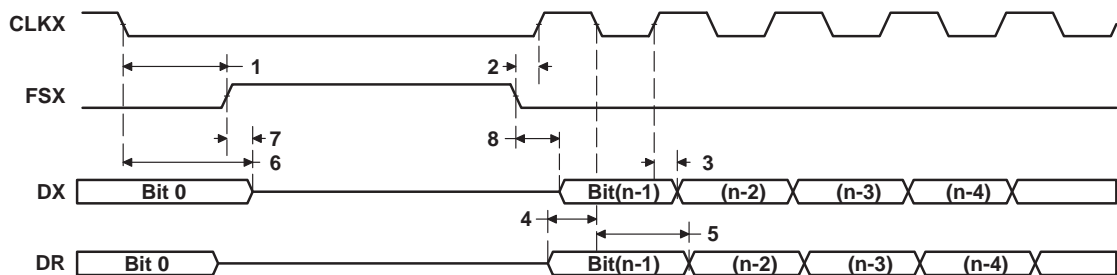 CLKX
1
2
FSX
7
8
6
3
DX
Bit 0
Bit(n-1)
(n-2)
(n-3)
(n-4)
4
5
DR
Bit 0
Bit(n-1)
(n-2)
(n-3)
(n-4)